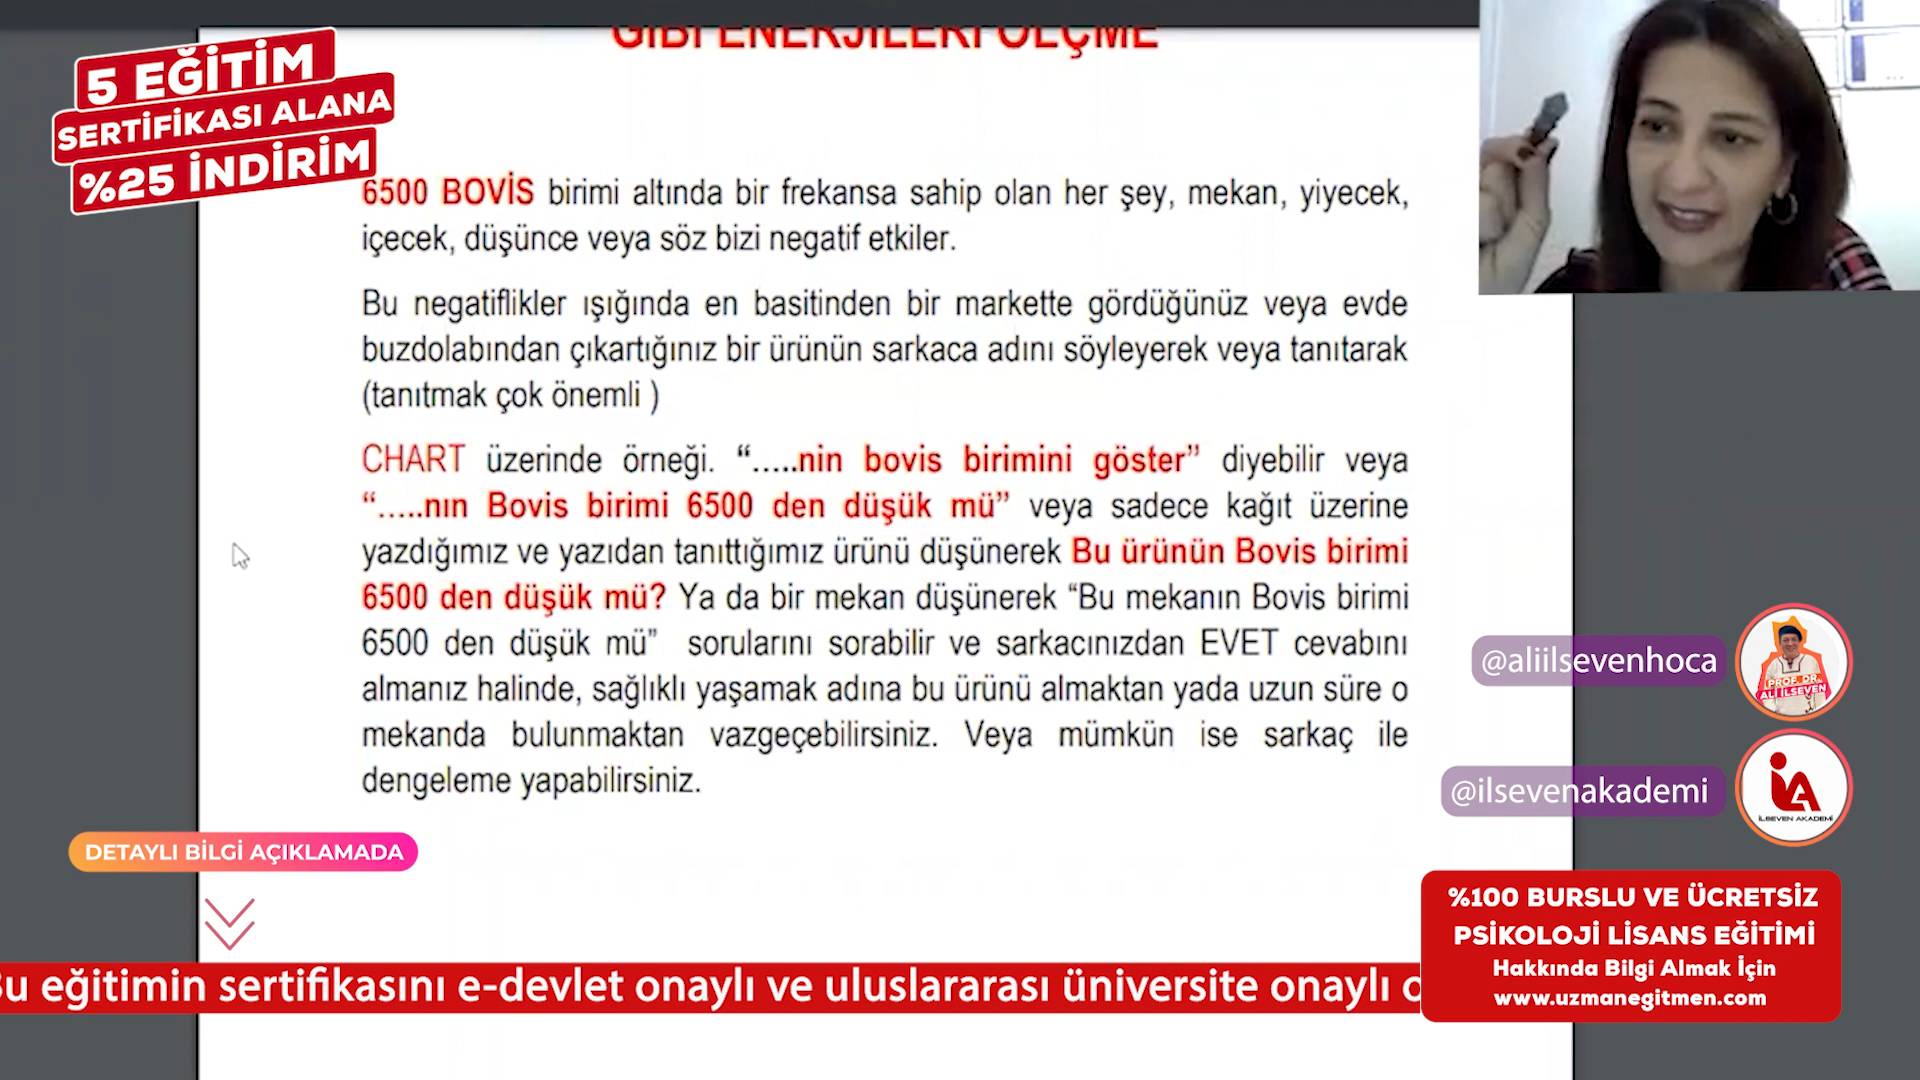 GİBİ ENERJİLERİ ÖLÇME
5 EĞİTİM
SERTİFİKASI ALANA
%25 İNDİRİM
6500 BOVİS birimi altında bir frekansa sahip olan her şey, mekan, yiyecek,
içecek, düşünce veya söz bizi negatif etkiler.
Bu negatiflikler ışığında en basitinden bir markette gördüğünüz veya evde
buzdolabından çıkartığınız bir ürünün sarkaca adını söyleyerek veya tanıtarak
(tanıtmak çok önemli )
CHART üzerinde örneği. “.....nin bovis birimini göster” diyebilir veya
“.....nın Bovis birimi 6500 den düşük mü” veya sadece kağıt üzerine
yazdığımız ve yazıdan tanıttığımız ürünü düşünerek Bu ürünün Bovis birimi
6500 den düşük mü? Ya da bir mekan düşünerek “Bu mekanın Bovis birimi
6500 den düşük mü” sorularını sorabilir ve sarkacınızdan EVET cevabını
almanız halinde, sağlıklı yaşamak adına bu ürünü almaktan yada uzun süre o
mekanda bulunmaktan vazgeçebilirsiniz. Veya mümkün ise sarkaç ile
dengeleme yapabilirsiniz.
@aliilsevenhoca
PROF. DR.
ALİ İLSEVEN
@ilsevenakademi
İLSEVEN AKADEMİ
DETAYLI BİLGİ AÇIKLAMADA
%100 BURSLU VE ÜCRETSİZ
PSİKOLOJİ LİSANS EĞİTİMİ
Hakkında Bilgi Almak İçin
www.uzmanegitmen.com
Bu eğitimin sertifikasını e-devlet onaylı ve uluslararası üniversite onaylı